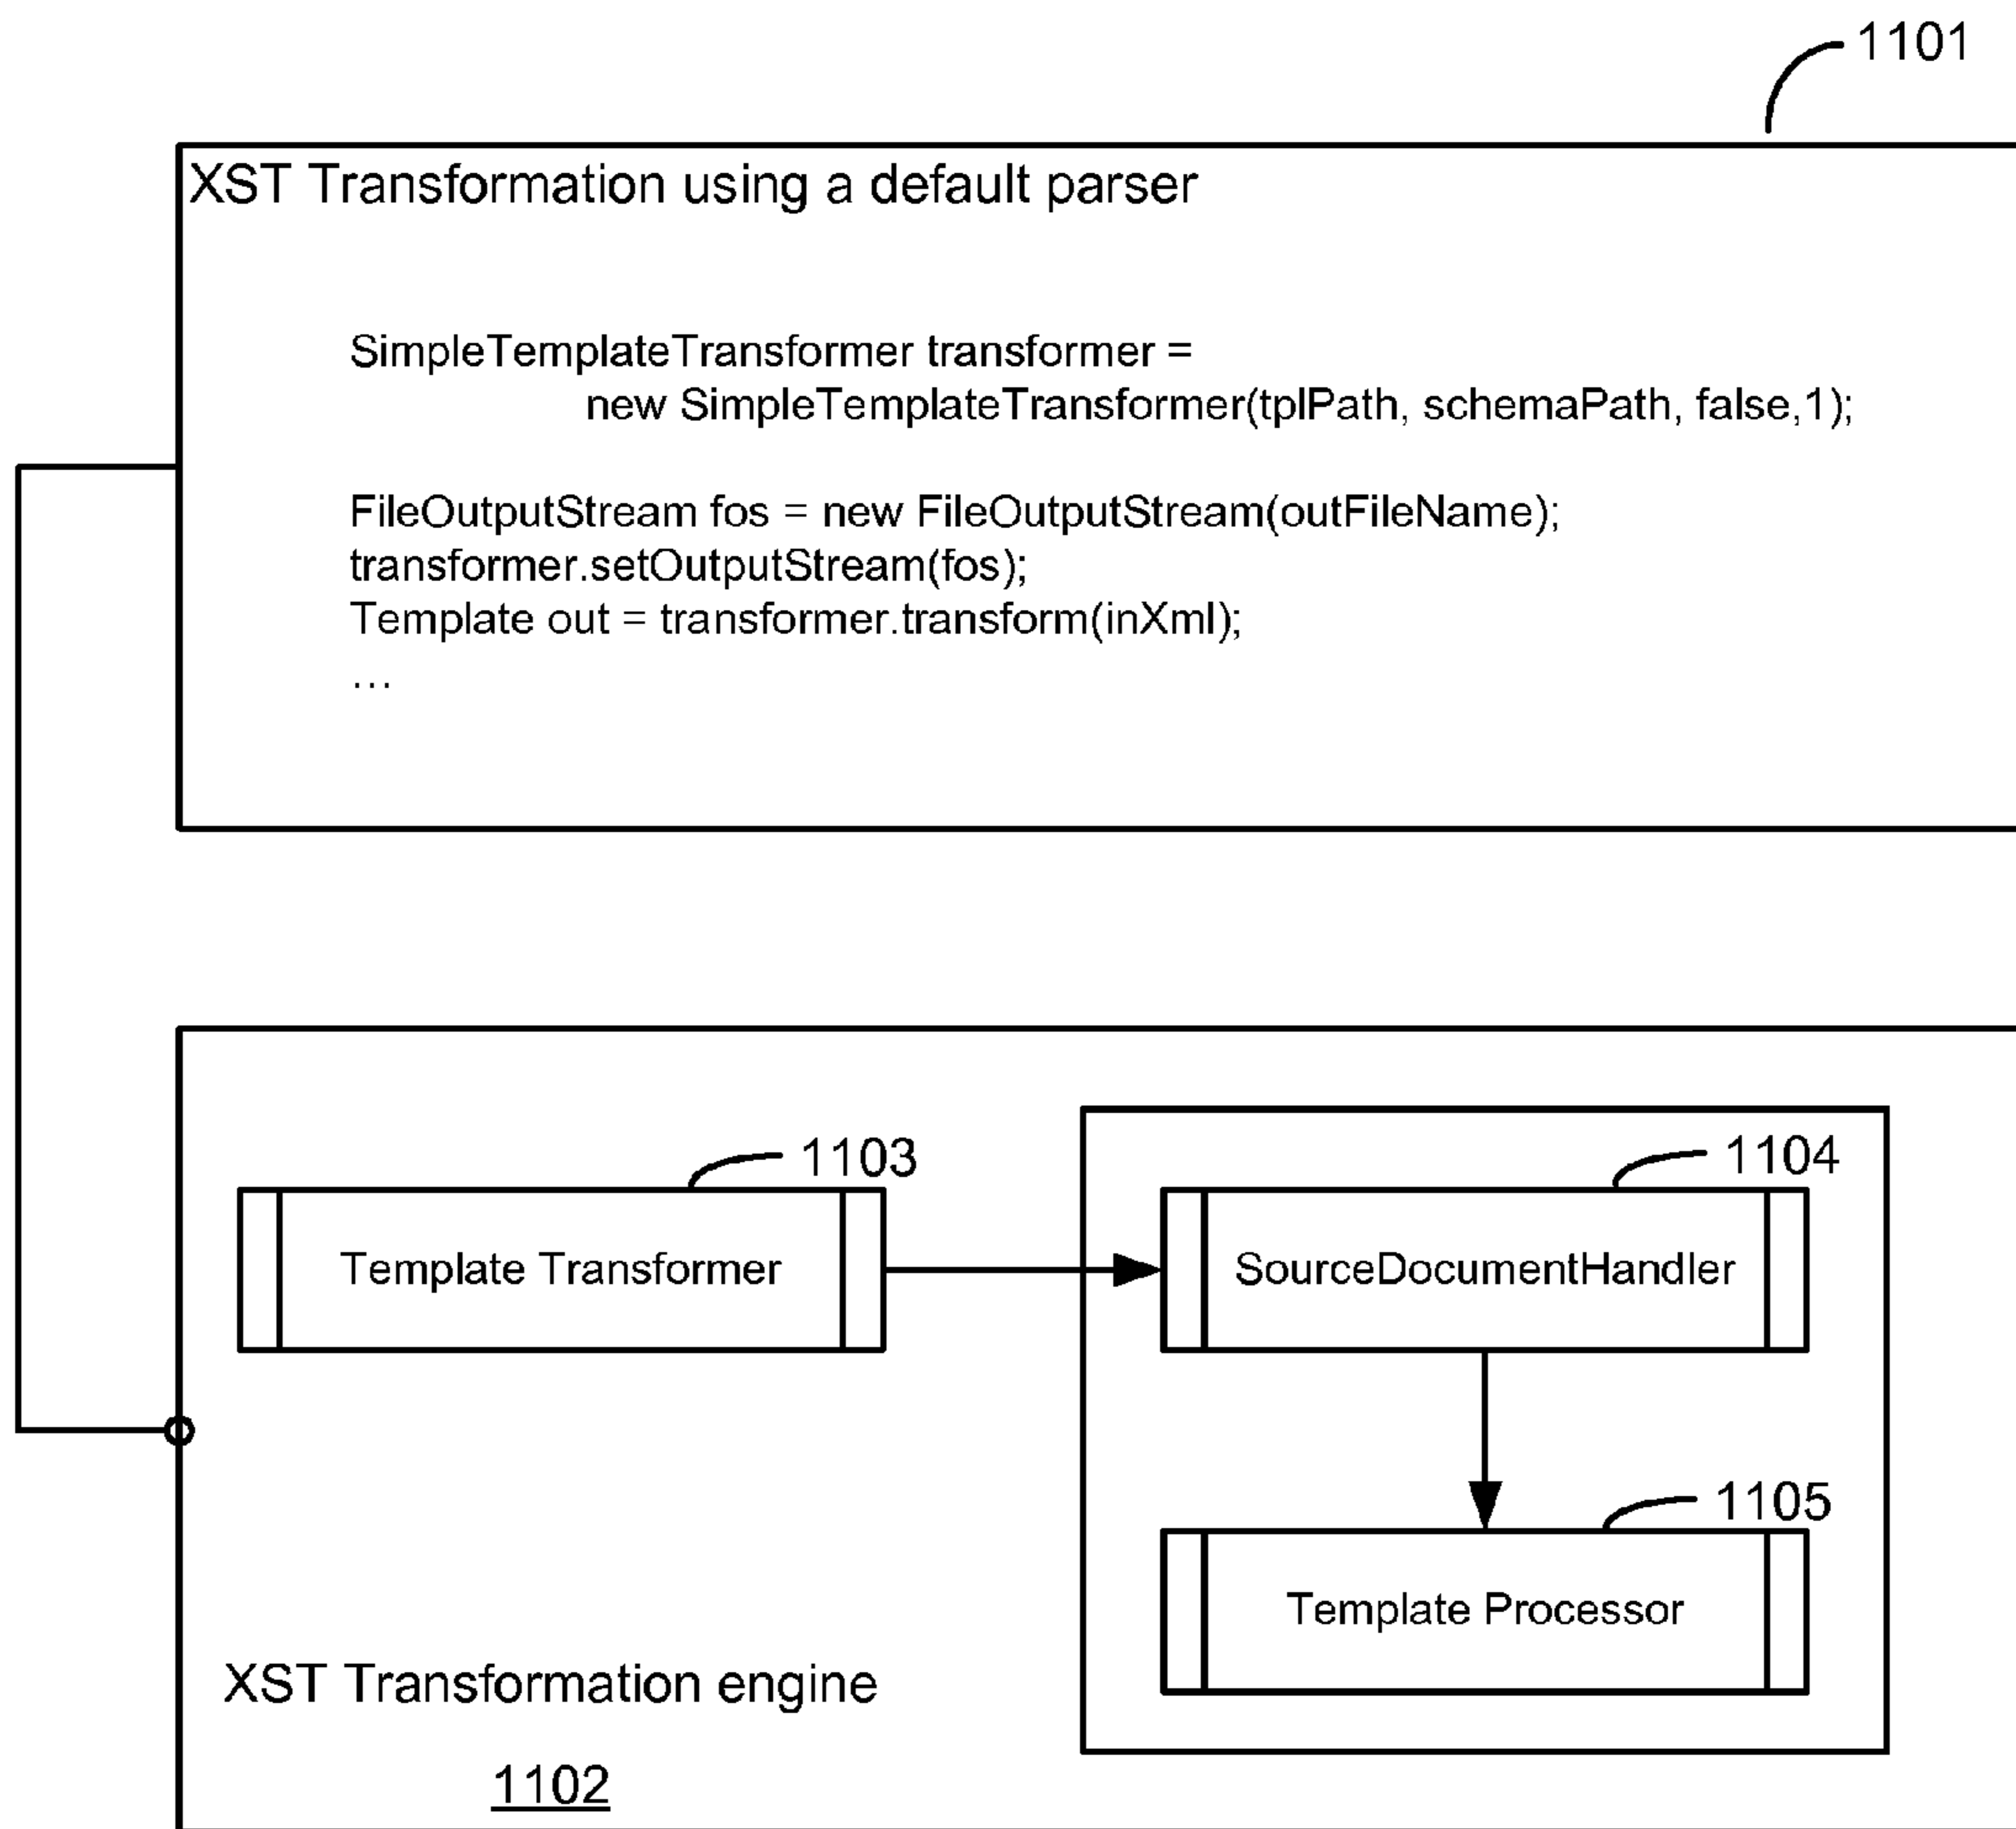 1101
XST Transformation using a default parser
SimpleTemplateTransformer transformer =
new SimpleTemplateTransformer(tplPath, schemaPath, false,1);
FileOutputStream fos = new FileOutputStream(outFileName);
transformer.setOutputStream(fos);
Template out = transformer.transform(inXml);
...
1103
1104
Template Transformer
SourceDocumentHandler
1105
Template Processor
XST Transformation engine
1102